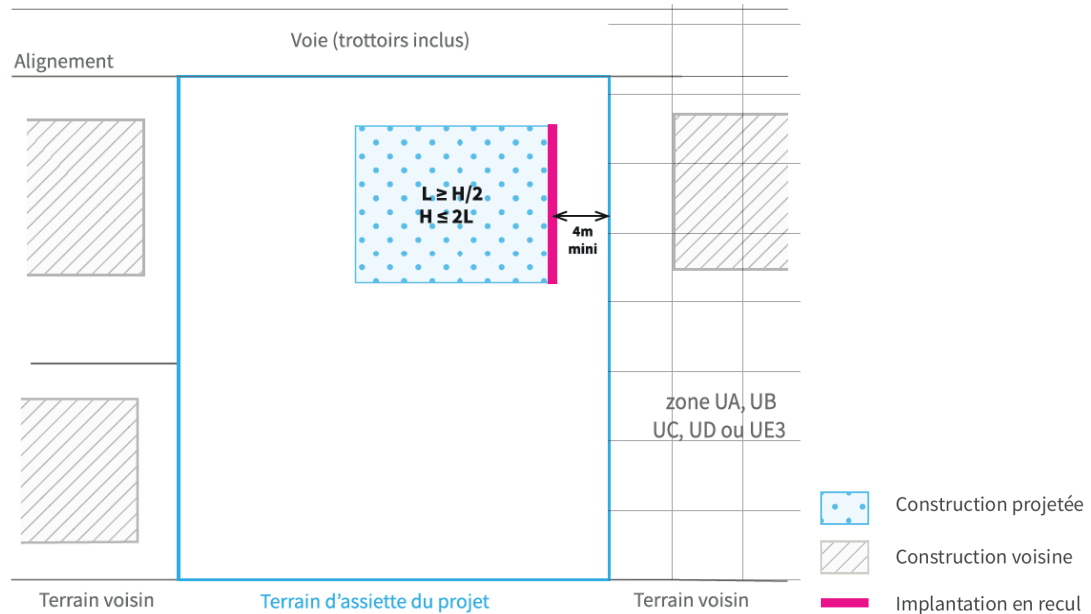 Voie (trottoirs inclus)
Alignement
L ≥ H/2
H ≤ 2L
4m
mini
zone UA, UB
UC, UD ou UE3
Construction projetée
Construction voisine
Implantation en recul
Terrain voisin
Terrain d'assiette du projet
Terrain voisin